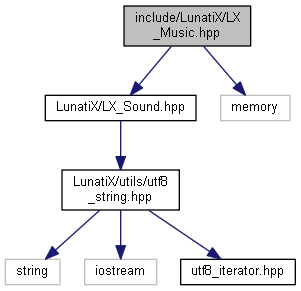 include/LunatiX/LX
_Music.hpp
LunatiX/LX_Sound.hpp
memory
LunatiX/utils/utf8
_string.hpp
string
iostream
utf8_iterator.hpp